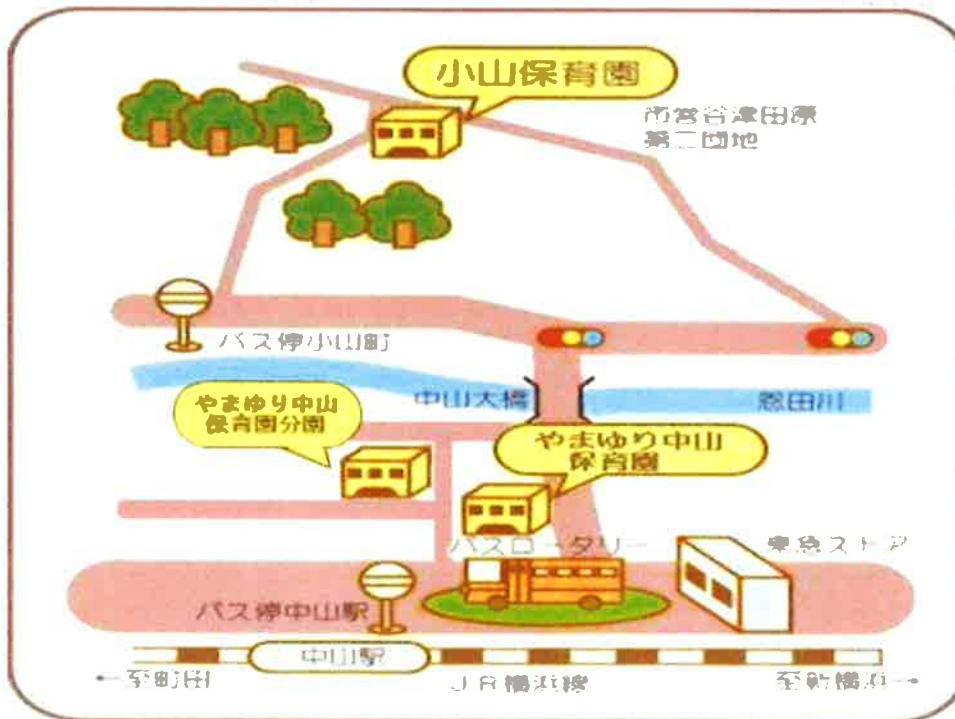 小山保育園
市営谷津田原
第二団地
バス停小山町
中山大橋
恩田川
やまゆり中山
保育園分園
やまゆり中山
保育園
バスロータリー
東急ストア
バス停中山駅
中山駅
←至町田
JR横浜線
至新横浜→